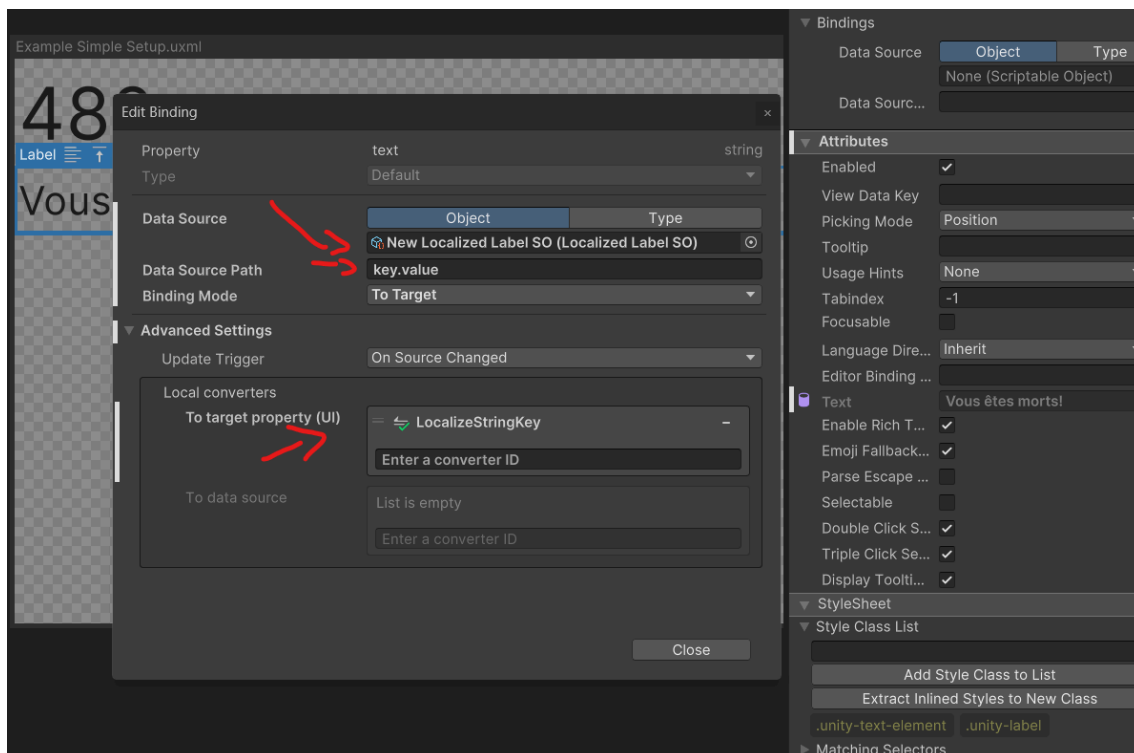 Example Simple Setup.uxml
Label
Vous
Edit Binding
×
Property text string
Type Default
Data Source Object Type
New Localized Label SO (Localized Label SO)
Data Source Path key.value
Binding Mode To Target
Advanced Settings
Update Trigger On Source Changed
Local converters
To target property (UI) LocalizeStringKey
Enter a converter ID
To data source List is empty
Enter a converter ID
Close
Bindings
Data Source Object Type
None (Scriptable Object)
Data Sourc...
Attributes
Enabled
View Data Key
Picking Mode Position
Tooltip
Usage Hints None
Tabindex -1
Focusable
Language Dire... Inherit
Editor Binding ...
Text Vous êtes morts!
Enable Rich T...
Emoji Fallback...
Parse Escape ...
Selectable
Double Click S...
Triple Click Se...
Display Toolti...
StyleSheet
Style Class List
Add Style Class to List
Extract Inlined Styles to New Class
.unity-text-element .unity-label
Matching Selectors